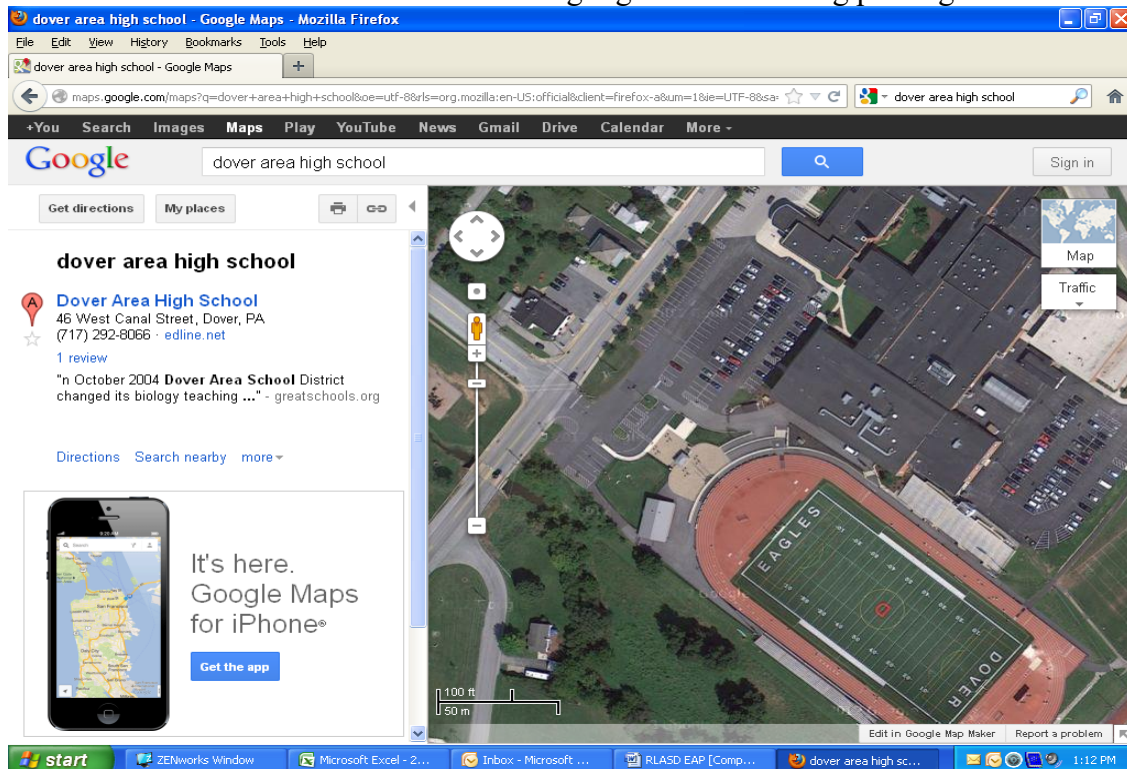 dover area high school - Google Maps - Mozilla Firefox
File Edit View History Bookmarks Tools Help
dover area high school - Google Maps
maps.google.com/maps?q=dover+area+high+school&oe=utf-8&rls=org.mozilla:en-US:official&client=firefox-a&um=1&ie=UTF-8&sa=
dover area high school
+You Search Images Maps Play YouTube News Gmail Drive Calendar More
Google
dover area high school
Sign in
Get directions My places
Map
Traffic
dover area high school
A
Dover Area High School
46 West Canal Street, Dover, PA
(717) 292-8066 · edline.net
1 review
"n October 2004 Dover Area School District
changed its biology teaching ..." - greatschools.org
Directions Search nearby more
It's here.
Google Maps
for iPhone
Get the app
EAGLES
D
DOVER
100 ft
50 m
Edit in Google Map Maker Report a problem
start ZENworks Window Microsoft Excel - 2... Inbox - Microsoft ... RLASD EAP [Comp... dover area high sc... 1:12 PM